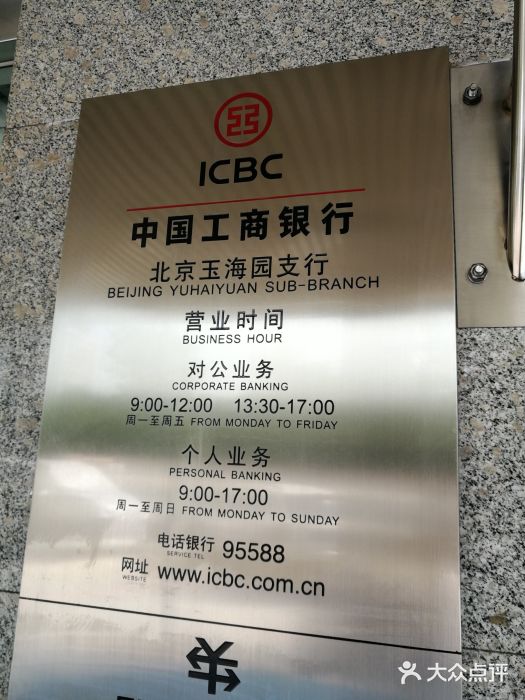 ICBC
中国工商银行
北京玉海园支行
BEIJING YUHAIYUAN SUB-BRANCH
营业时间
BUSINESS HOUR
对公业务
CORPORATE BANKING
9:00-12:00 13:30-17:00
周一至周五 FROM MONDAY TO FRIDAY
个人业务
PERSONAL BANKING
9:00-17:00
周一至周日 FROM MONDAY TO SUNDAY
电话银行 95588
SERVICE TEL
网址 www.icbc.com.cn
WEBSITE
大众点评